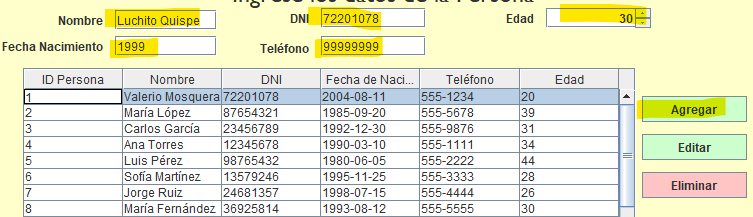 Ingrese los datos de la Persona
Nombre Luchito Quispe DNI 72201078 Edad 30
Fecha Nacimiento 1999 Teléfono 99999999
ID Persona Nombre DNI Fecha de Naci... Teléfono Edad
1 Valerio Mosquera 72201078 2004-08-11 555-1234 20
2 María López 87654321 1985-09-20 555-5678 39
3 Carlos García 23456789 1992-12-30 555-9876 31
4 Ana Torres 12345678 1990-03-10 555-1111 34
5 Luis Pérez 98765432 1980-06-05 555-2222 44
6 Sofía Martínez 13579246 1995-11-25 555-3333 28
7 Jorge Ruiz 24681357 1998-07-15 555-4444 26
8 María Fernández 36925814 1993-08-12 555-5555 30
Agregar
Editar
Eliminar